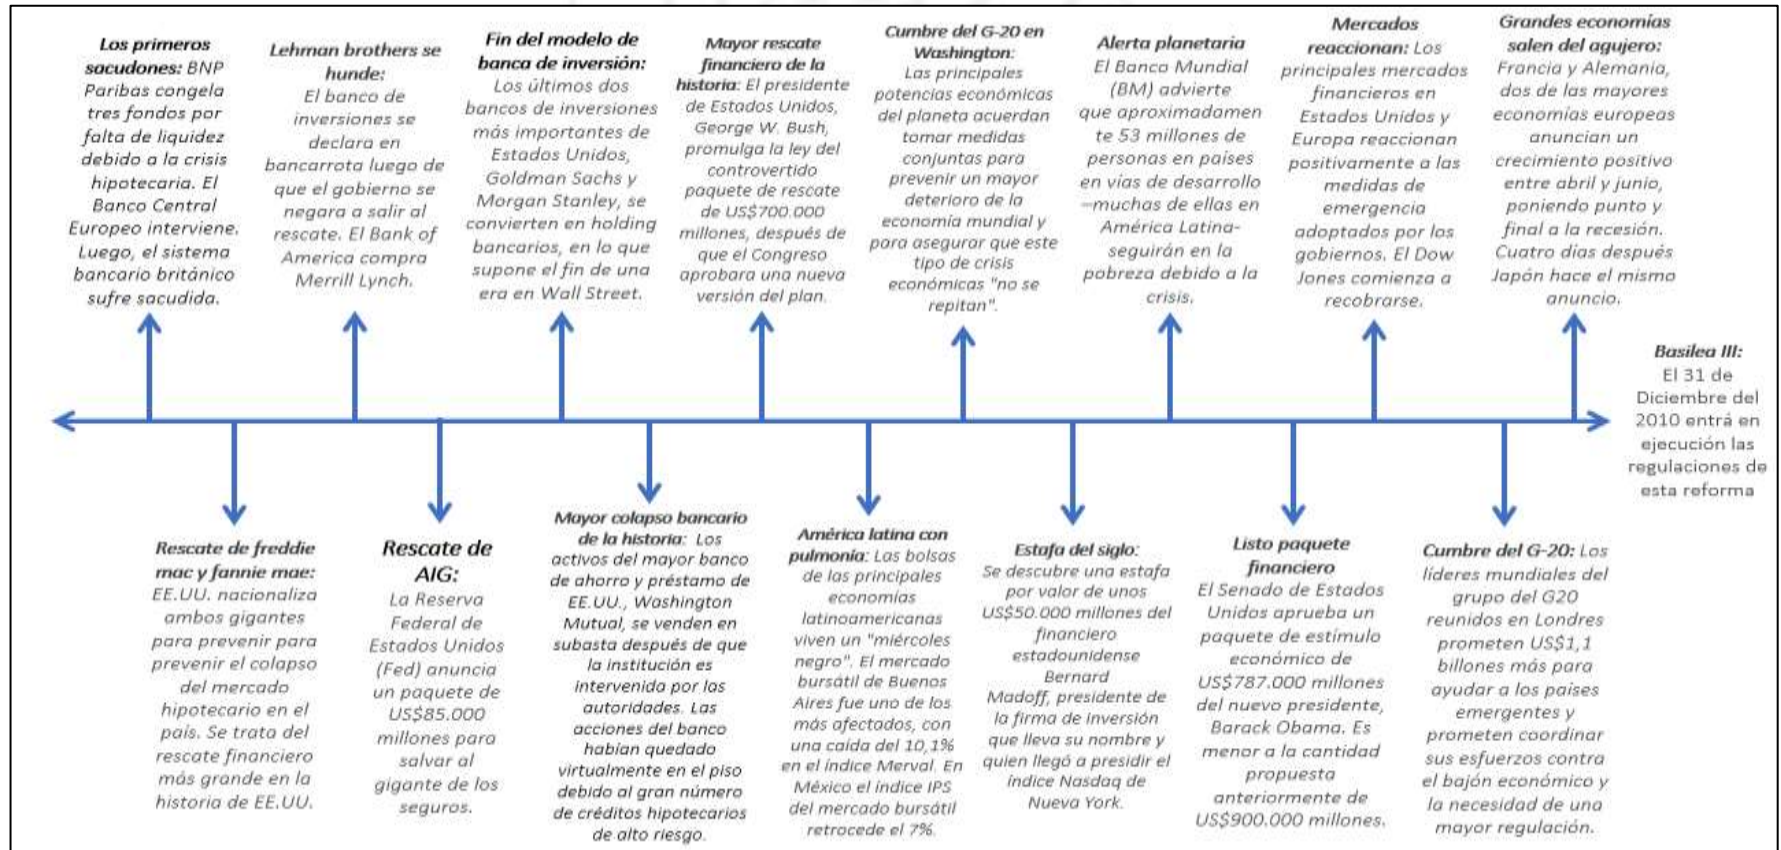 Los primeros
sacudones: BNP
Paribas congela
tres fondos por
falta de liquidez
debido a la crisis
hipotecaria. El
Banco Central
Europeo interviene.
Luego, el sistema
bancario británico
sufre sacudida.
Lehman brothers se
hunde:
El banco de
inversiones se
declara en
bancarrota luego de
que el gobierno se
negara a salir al
rescate. El Bank of
America compra
Merrill Lynch.
Fin del modelo de
banca de inversión:
Los últimos dos
bancos de inversiones
más importantes de
Estados Unidos,
Goldman Sachs y
Morgan Stanley, se
convierten en holding
bancarios, en lo que
supone el fin de una
era en Wall Street.
Mayor rescate
financiero de la
historia: El presidente
de Estados Unidos,
George W. Bush,
promulga la ley del
controvertido
paquete de rescate
de US$700.000
millones, después de
que el Congreso
aprobara una nueva
versión del plan.
Cumbre del G-20 en
Washington:
Las principales
potencias económicas
del planeta acuerdan
tomar medidas
conjuntas para
prevenir un mayor
deterioro de la
economía mundial y
para asegurar que este
tipo de crisis
económicas "no se
repitan".
Alerta planetaria
El Banco Mundial
(BM) advierte
que aproximadamen
te 53 millones de
personas en países
en vías de desarrollo
–muchas de ellas en
América Latina-
seguirán en la
pobreza debido a la
crisis.
Mercados
reaccionan: Los
principales mercados
financieros en
Estados Unidos y
Europa reaccionan
positivamente a las
medidas de
emergencia
adoptados por los
gobiernos. El Dow
Jones comienza a
recobrarse.
Grandes economías
salen del agujero:
Francia y Alemania,
dos de las mayores
economías europeas
anuncian un
crecimiento positivo
entre abril y junio,
poniendo punto y
final a la recesión.
Cuatro días después
Japón hace el mismo
anuncio.
Basilea III:
El 31 de
Diciembre del
2010 entrá en
ejecución las
regulaciones de
esta reforma
Rescate de freddie
mac y fannie mae:
EE.UU. nacionaliza
ambos gigantes
para prevenir para
prevenir el colapso
del mercado
hipotecario en el
país. Se trata del
rescate financiero
más grande en la
historia de EE.UU.
Rescate de
AIG:
La Reserva
Federal de
Estados Unidos
(Fed) anuncia
un paquete de
US$85.000
millones para
salvar al
gigante de los
seguros.
Mayor colapso bancario
de la historia: Los
activos del mayor banco
de ahorro y préstamo de
EE.UU., Washington
Mutual, se venden en
subasta después de que
la institución es
intervenida por las
autoridades. Las
acciones del banco
habían quedado
virtualmente en el piso
debido al gran número
de créditos hipotecarios
de alto riesgo.
América latina con
pulmonía: Las bolsas
de las principales
economías
latinoamericanas
viven un "miércoles
negro". El mercado
bursátil de Buenos
Aires fue uno de los
más afectados, con
una caída del 10,1%
en el índice Merval. En
México el índice IPS
del mercado bursátil
retrocede el 7%.
Estafa del siglo:
Se descubre una estafa
por valor de unos
US$50.000 millones del
financiero
estadounidense
Bernard
Madoff, presidente de
la firma de inversión
que lleva su nombre y
quien llegó a presidir el
índice Nasdaq de
Nueva York.
Listo paquete
financiero
El Senado de Estados
Unidos aprueba un
paquete de estímulo
económico de
US$787.000 millones
del nuevo presidente,
Barack Obama. Es
menor a la cantidad
propuesta
anteriormente de
US$900.000 millones.
Cumbre del G-20: Los
líderes mundiales del
grupo del G20
reunidos en Londres
prometen US$1,1
billones más para
ayudar a los países
emergentes y
prometen coordinar
sus esfuerzos contra
el bajón económico y
la necesidad de una
mayor regulación.